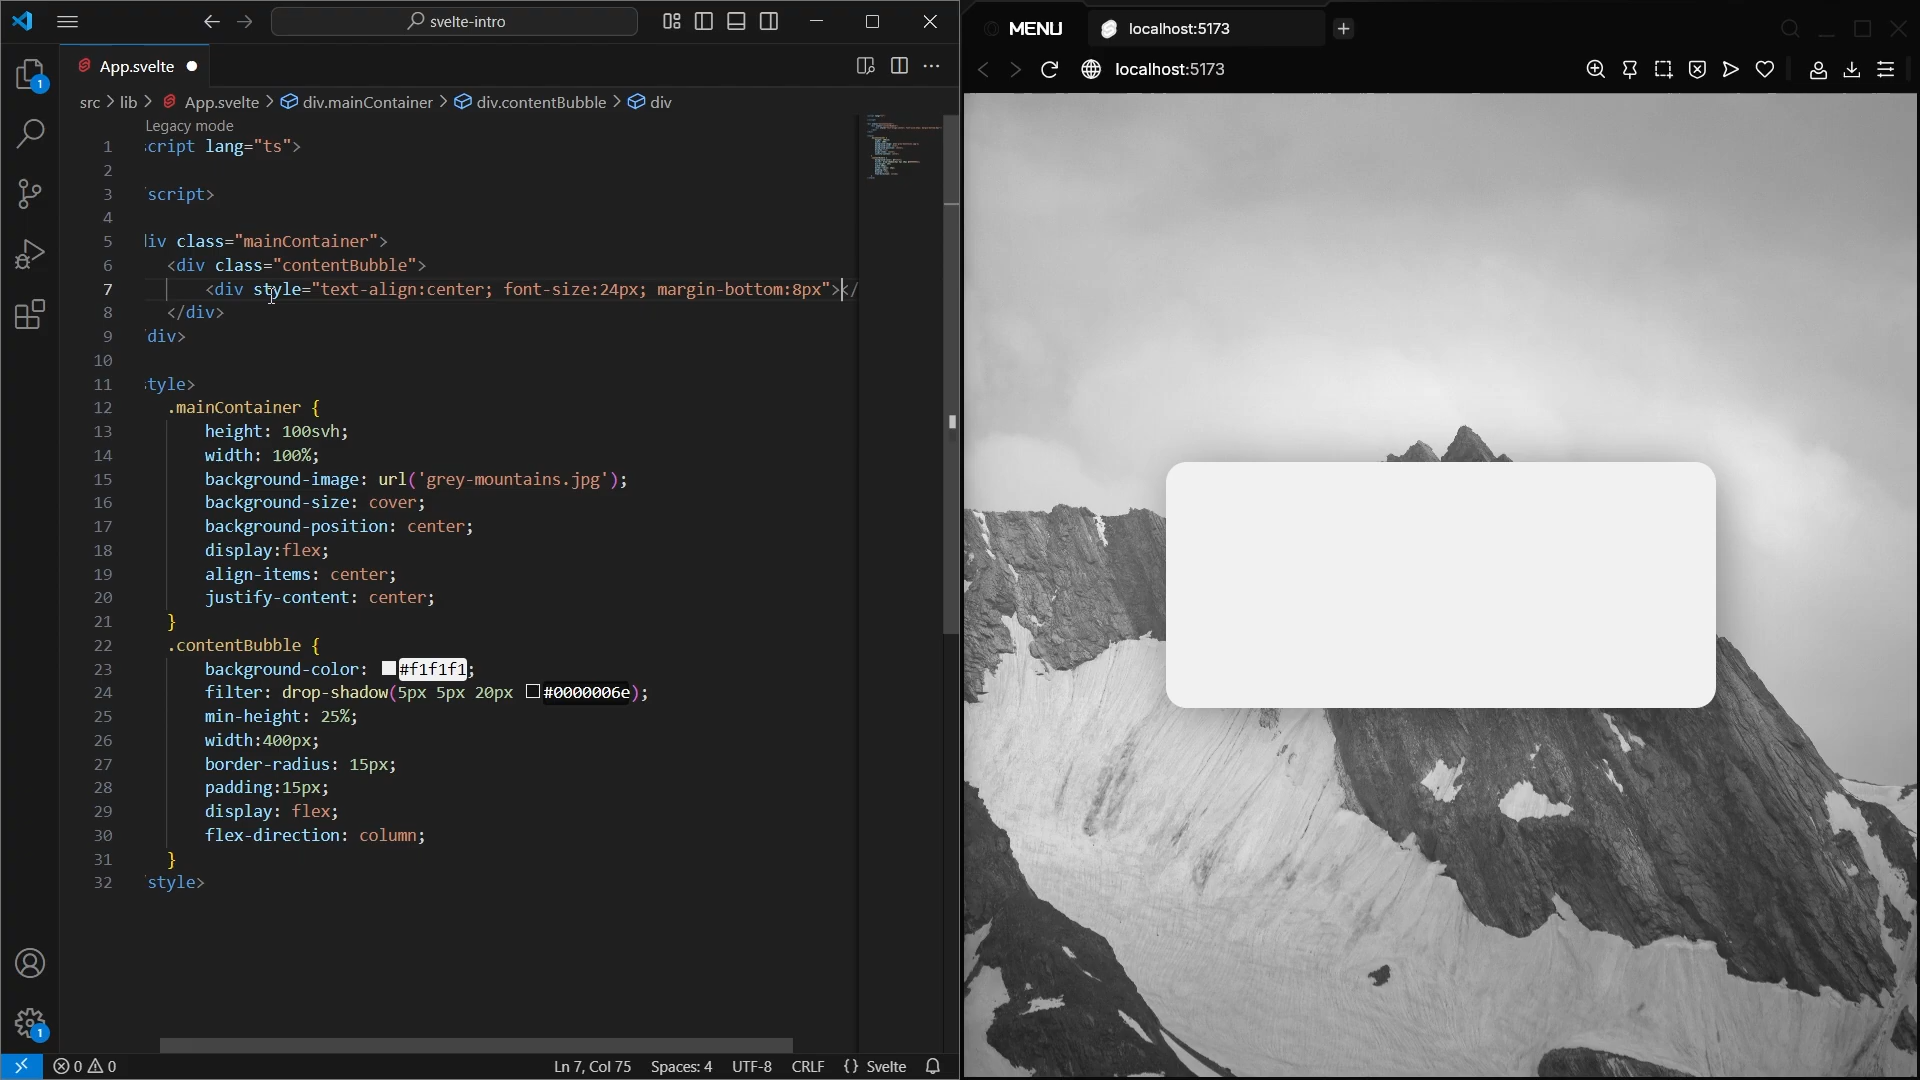 svelte-intro
MENU
localhost:5173
App.svelte
localhost:5173
src
lib
App.svelte
div.mainContainer
div.contentBubble
div
Legacy mode
1 cript lang="ts">
2
3 script>
4
5 iv class="mainContainer">
6 <div class="contentBubble">
7 <div style="text-align:center; font-size:24px; margin-bottom:8px"></
8 </div>
9 div>
10
11 tyle>
12 .mainContainer {
13 height: 100svh;
14 width: 100%;
15 background-image: url('grey-mountains.jpg');
16 background-size: cover;
17 background-position: center;
18 display:flex;
19 align-items: center;
20 justify-content: center;
21 }
22 .contentBubble {
23 background-color: #f1f1f1;
24 filter: drop-shadow(5px 5px 20px #0000006e);
25 min-height: 25%;
26 width:400px;
27 border-radius: 15px;
28 padding:15px;
29 display: flex;
30 flex-direction: column;
31 }
32 style>
1
1
0 0
Ln 7, Col 75
Spaces: 4
UTF-8
CRLF
{} Svelte